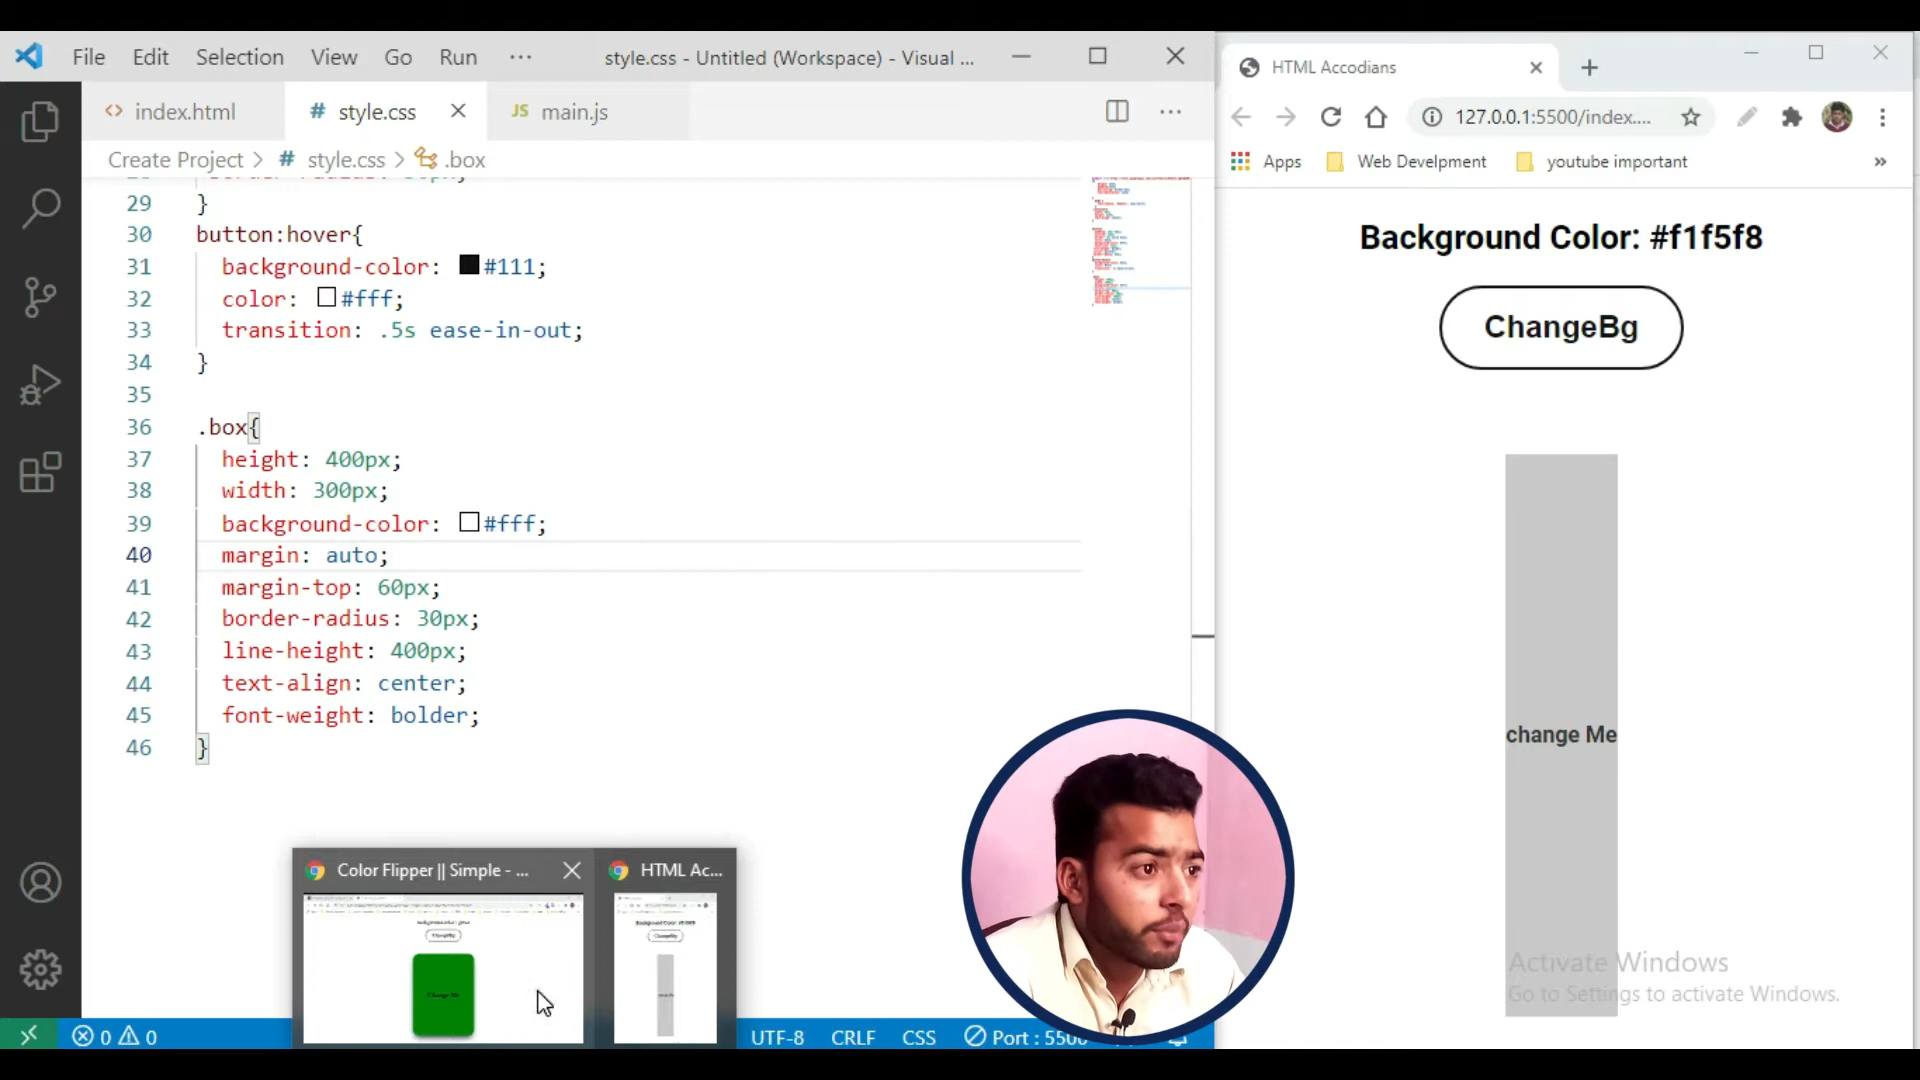 File Edit Selection View Go Run ··· style.css - Untitled (Workspace) - Visual ...
index.html # style.css JS main.js ···
Create Project > # style.css > .box
29 }
30 button:hover{
31 background-color: #111;
32 color: #fff;
33 transition: .5s ease-in-out;
34 }
35
36 .box{
37 height: 400px;
38 width: 300px;
39 background-color: #fff;
40 margin: auto;
41 margin-top: 60px;
42 border-radius: 30px;
43 line-height: 400px;
44 text-align: center;
45 font-weight: bolder;
46 }
Color Flipper || Simple - ...
HTML Ac...
0 0 UTF-8 CRLF CSS Port : 5500
HTML Accodians
127.0.0.1:5500/index....
Apps Web Develpment youtube important »
Background Color: #f1f5f8
ChangeBg
change Me
Activate Windows
Go to Settings to activate Windows.